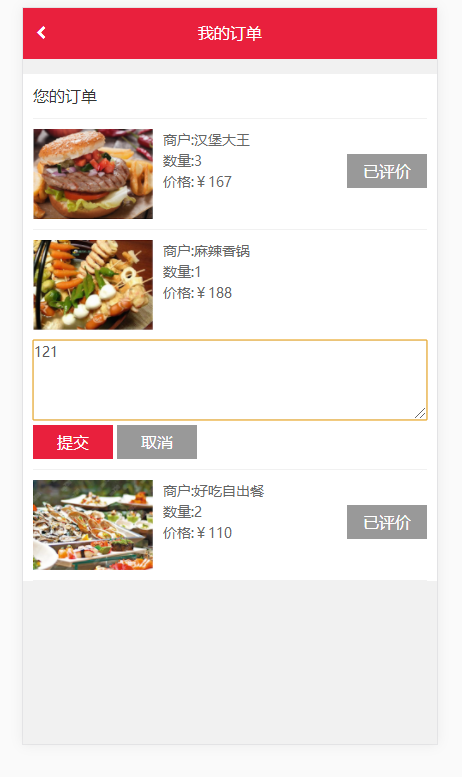 我的订单
您的订单
商户:汉堡大王
数量:3
价格:￥167
已评价
商户:麻辣香锅
数量:1
价格:￥188
121
提交 取消
商户:好吃自出餐
数量:2
价格:￥110
已评价